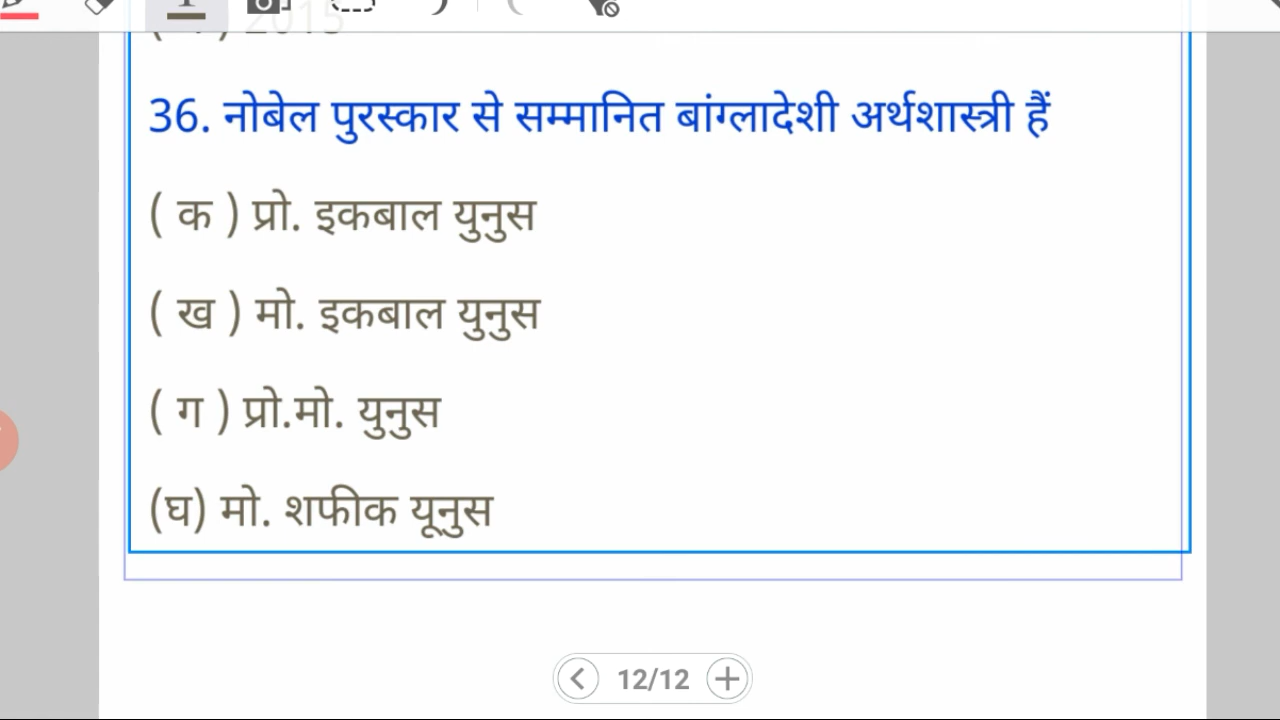 36. नोबेल पुरस्कार से सम्मानित बांग्लादेशी अर्थशास्त्री हैं
( क ) प्रो. इकबाल युनुस
( ख ) मो. इकबाल युनुस
( ग ) प्रो.मो. युनुस
(घ) मो. शफीक यूनुस
12/12